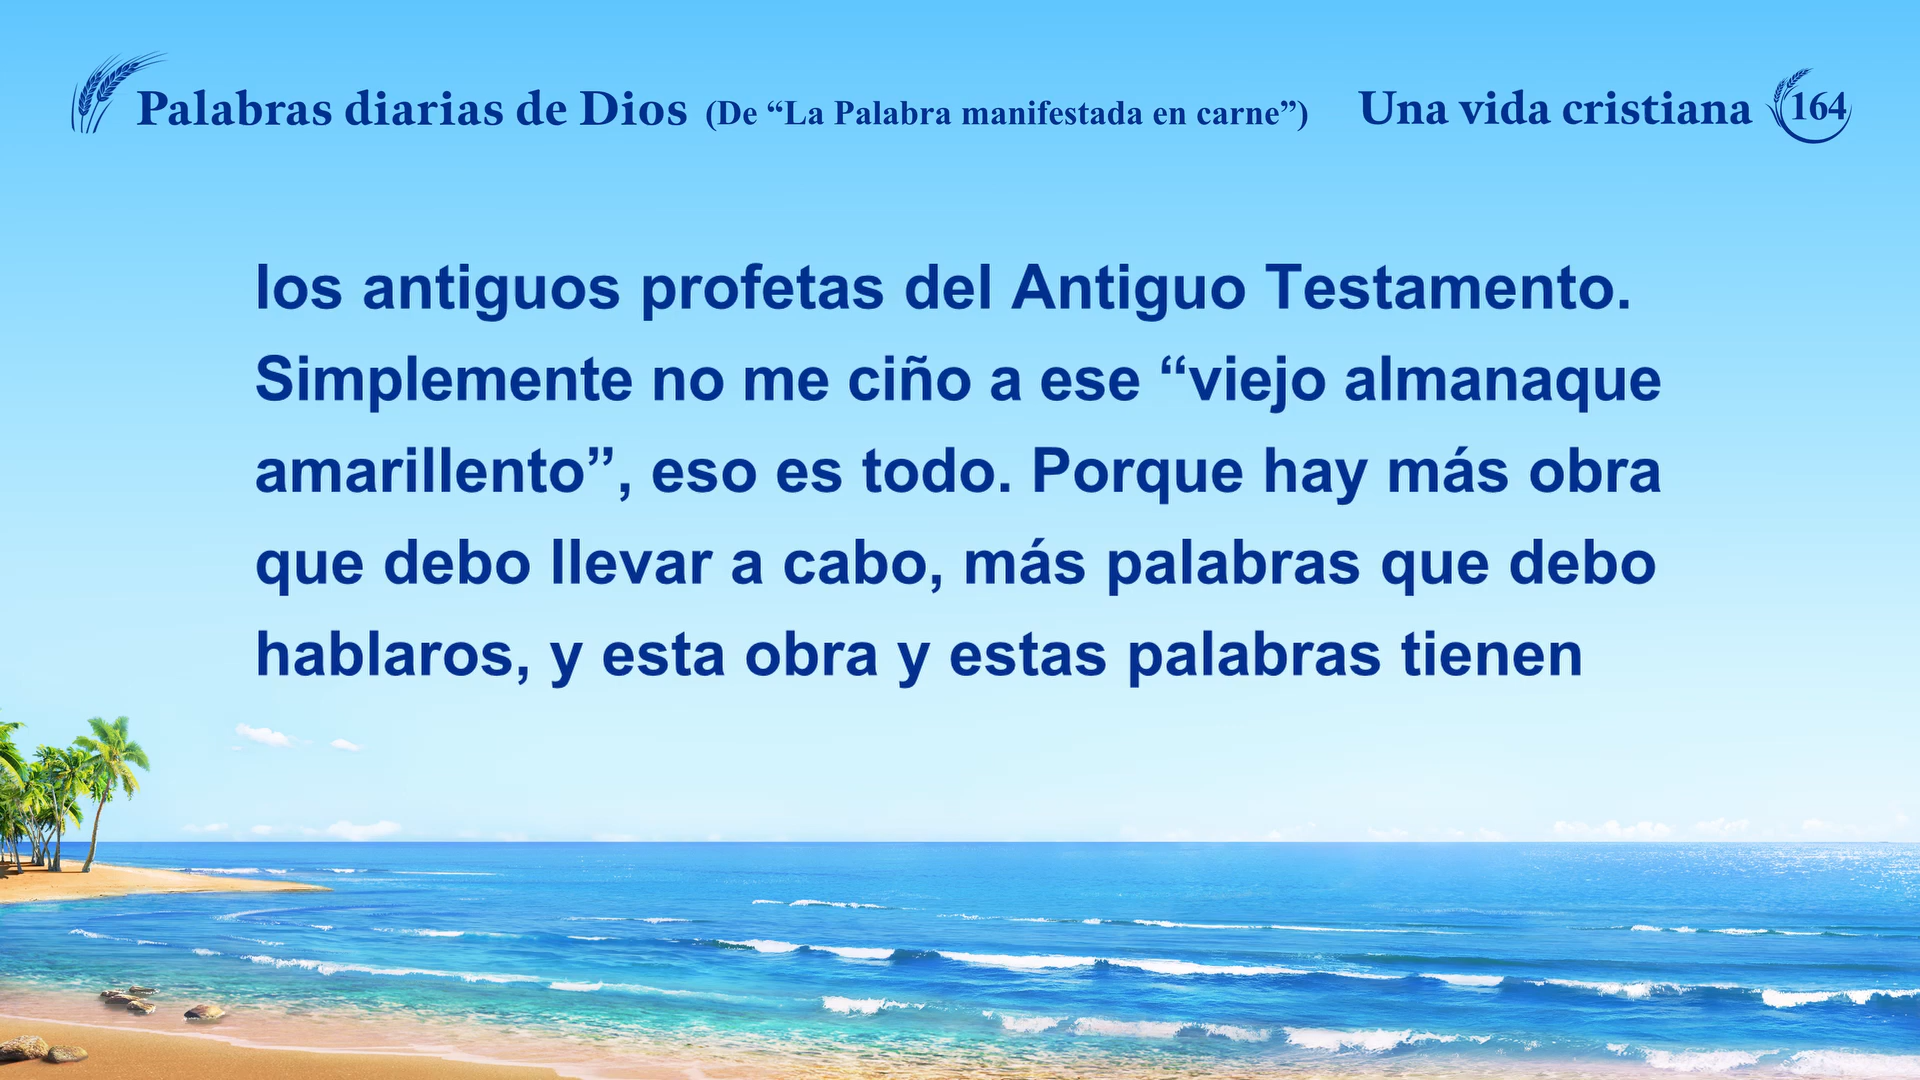 Palabras diarias de Dios (De “La Palabra manifestada en carne”) Una vida cristiana 164
los antiguos profetas del Antiguo Testamento.
Simplemente no me ciño a ese “viejo almanaque
amarillento”, eso es todo. Porque hay más obra
que debo llevar a cabo, más palabras que debo
hablaros, y esta obra y estas palabras tienen